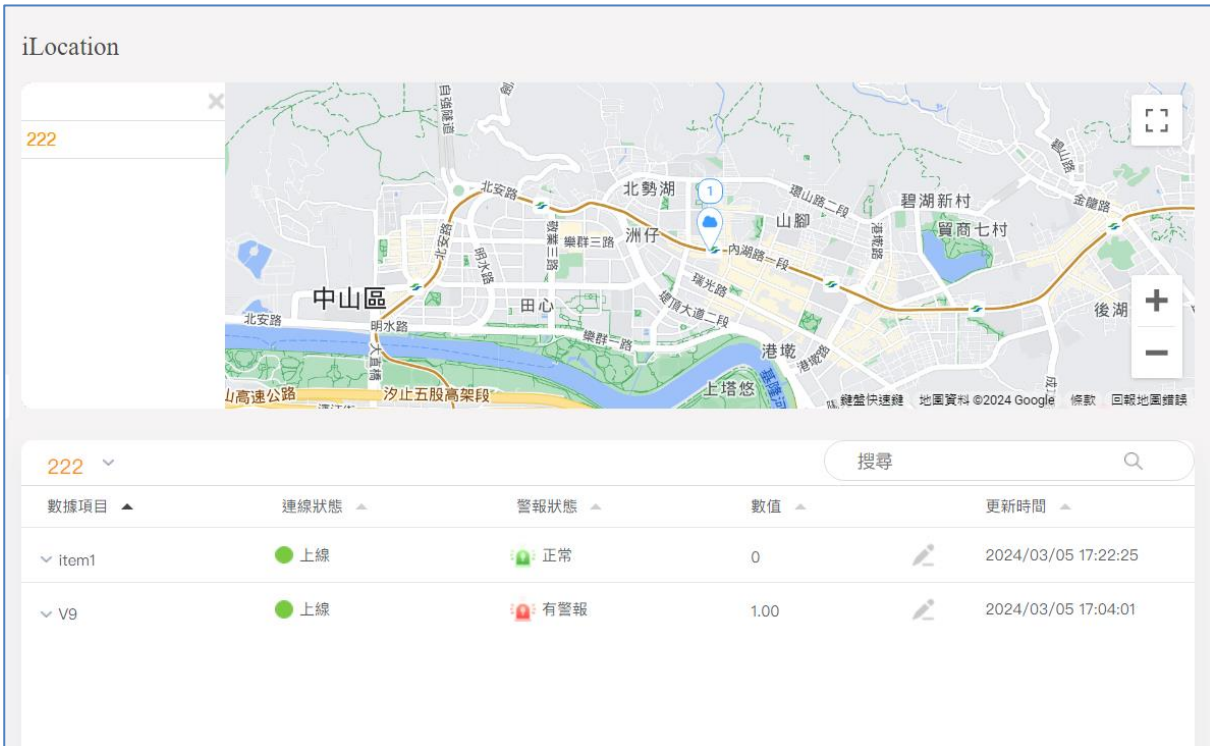 iLocation
222
自強隧道
碧山路
北安路
北勢湖
1
環山路二段
碧湖新村
金龍路
山腳
北安路
敬業三路
樂群三路
洲仔
港墘路
貿商七村
明水路
內湖路一段
瑞光路
中山區
田心
堤頂大道二段
後湖
北安路
明水路
樂群一路
大直橋
港墘
港墘路
上塔悠
基隆河
山高速公路
汐止五股高架段
鍵盤快速鍵 地圖資料 ©2024 Google 條款 回報地圖錯誤
222 搜尋
數據項目 連線狀態 警報狀態 數值 更新時間
item1 上線 正常 0 2024/03/05 17:22:25
V9 上線 有警報 1.00 2024/03/05 17:04:01